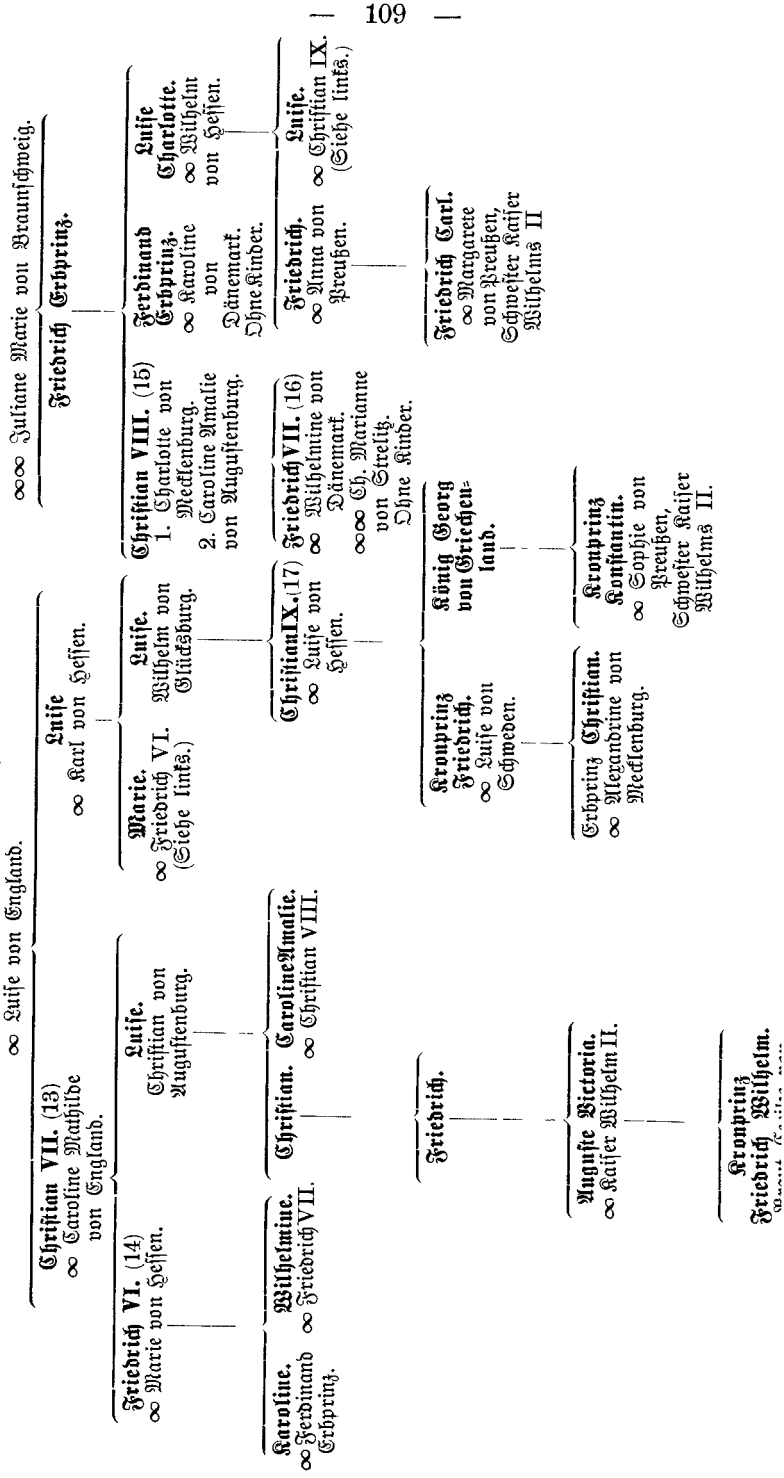 — 109 —
∞ Luise von England.
∞∞ Juliane Marie von Braunschweig.
Christian VII. (13)
∞ Caroline Mathilde
von England.
Luise
∞ Karl von Hessen.
Friedrich Erbprinz.
Friedrich VI. (14)
∞ Marie von Hessen.
Luise.
Christian von
Augustenburg.
Marie.
∞ Friedrich VI.
(Siehe links.)
Luise.
Wilhelm von
Glücksburg.
Christian VIII. (15)
1. Charlotte von
Mecklenburg.
2. Caroline Amalie
von Augustenburg.
Ferdinand
Erbprinz.
∞ Karoline
von
Dänemark.
Ohne Kinder.
Luise
Charlotte.
∞ Wilhelm
von Hessen.
Karoline.
∞ Ferdinand
Erbprinz.
Wilhelmine.
∞ Friedrich VII.
Christian.
Caroline Amalie.
∞ Christian VIII.
Christian IX. (17)
∞ Luise von
Hessen.
Friedrich VII. (16)
∞ Wilhelmine von
Dänemark.
∞∞ Ch. Marianne
von Strelitz.
Ohne Kinder.
Friedrich.
∞ Anna von
Preußen.
Luise.
∞ Christian IX.
(Siehe links.)
Friedrich.
Kronprinz
Friedrich.
∞ Luise von
Schweden.
König Georg
von Griechen-
land.
Friedrich Carl.
∞ Margarete
von Preußen,
Schwester Kaiser
Wilhelms II
Auguste Victoria.
∞ Kaiser Wilhelm II.
Erbprinz Christian.
∞ Alexandrine von
Mecklenburg.
Kronprinz
Konstantin.
∞ Sophie von
Preußen,
Schwester Kaiser
Wilhelms II.
Kronprinz
Friedrich Wilhelm.